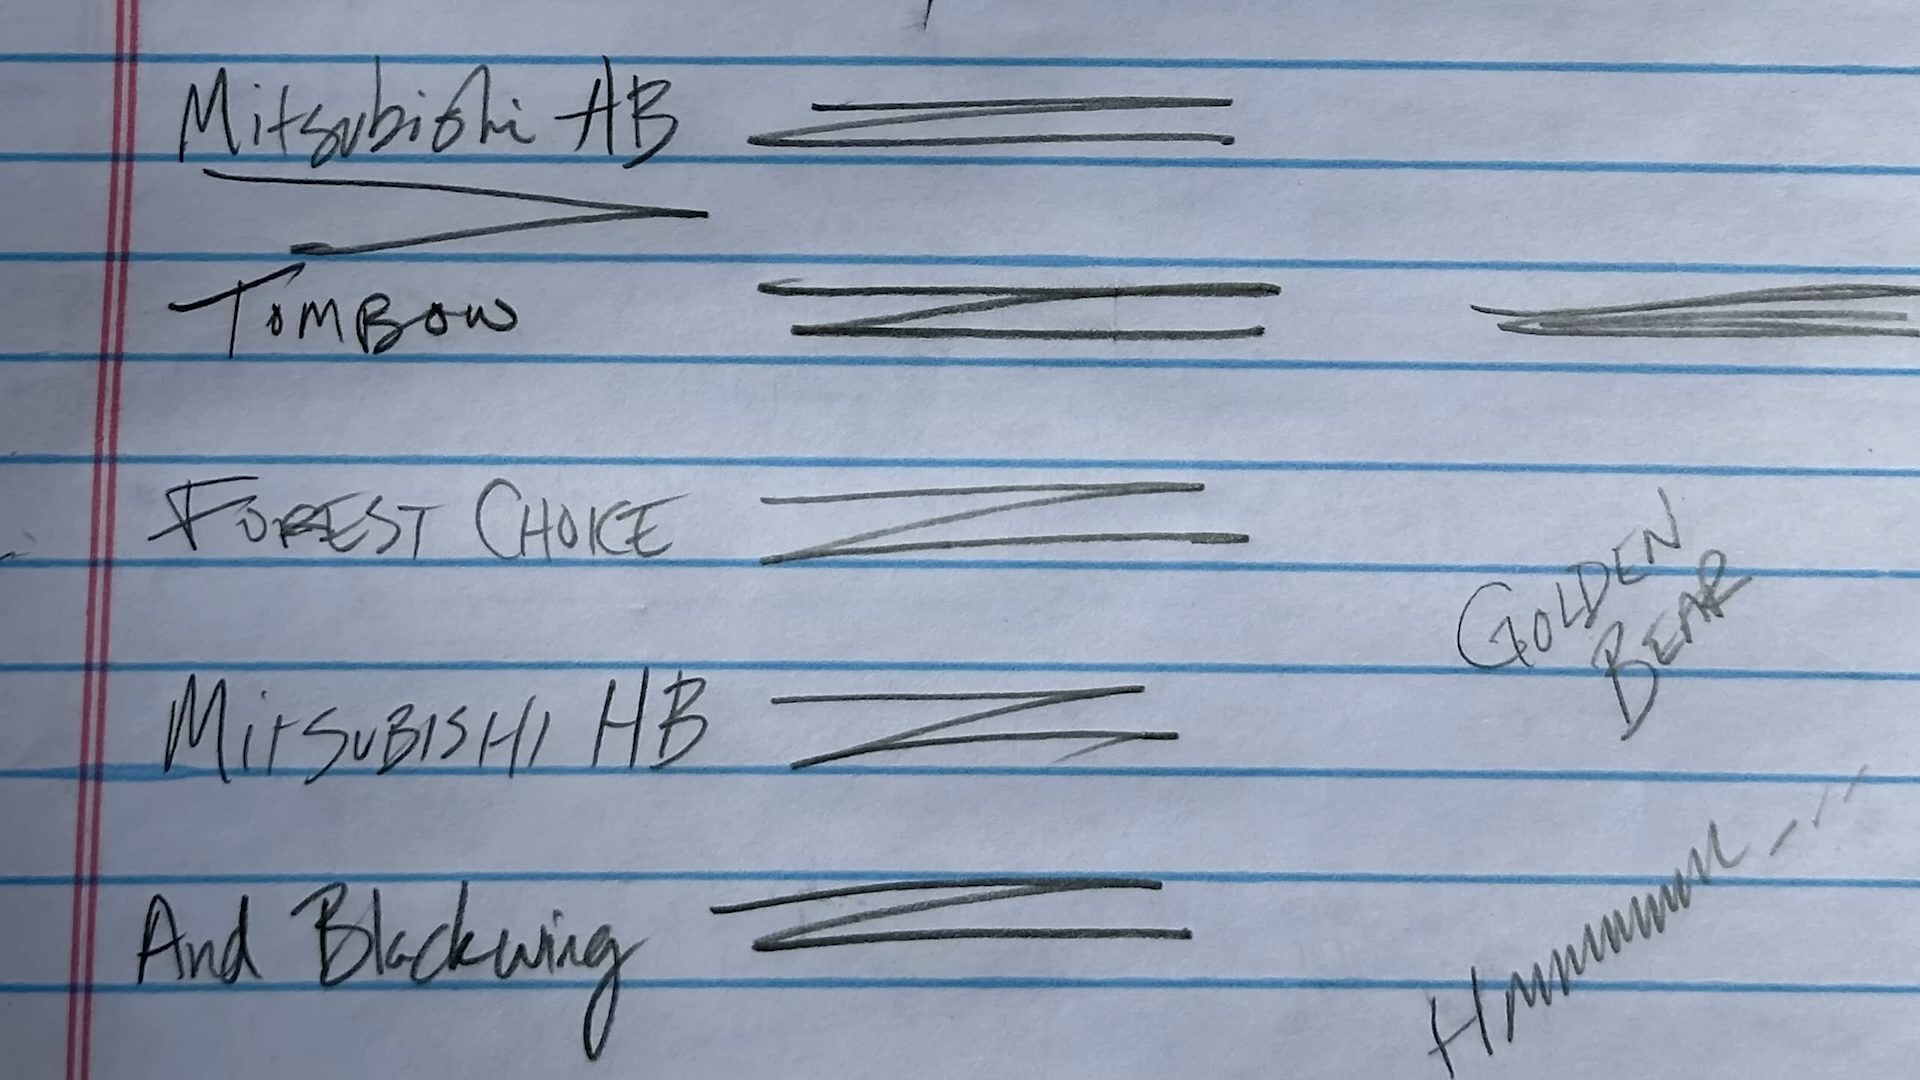 Mitsubishi AB
TOMBOW
FOREST CHOICE
GOLDEN
BEAR
MITSUBISHI HB
And Blackwing
Hmmmmm...